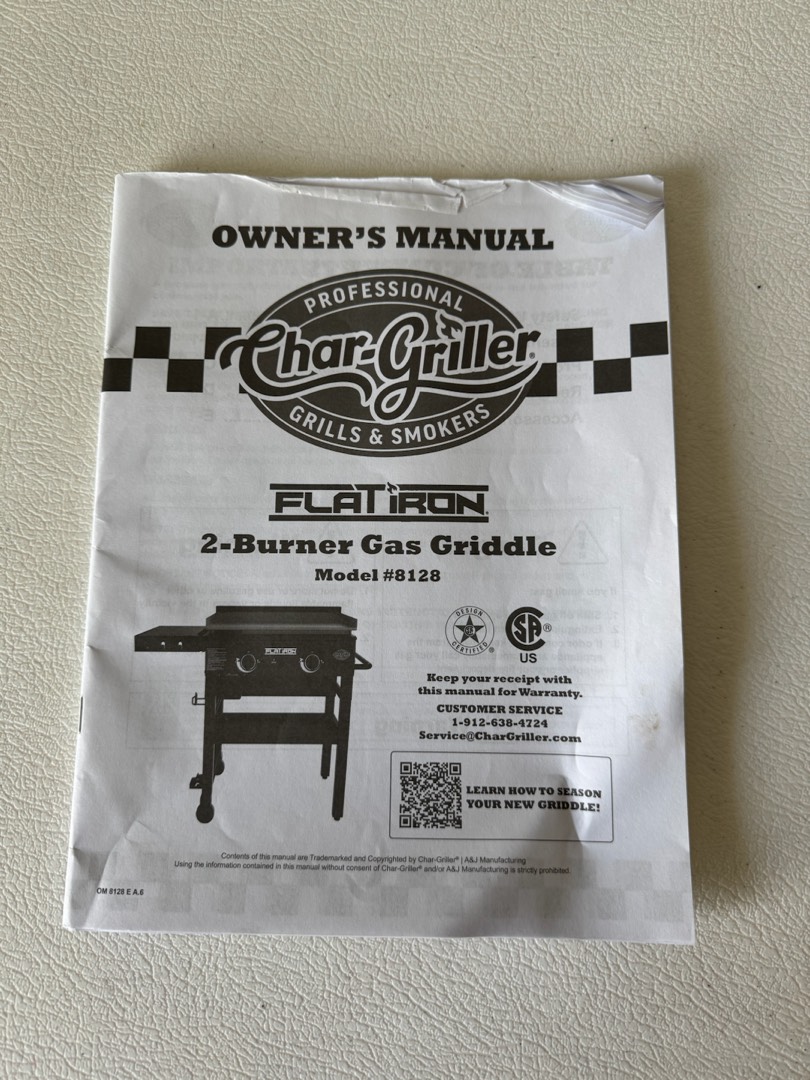 OWNER'S MANUAL
PROFESSIONAL
Char-Griller®
GRILLS & SMOKERS
FLAT IRON®
2-Burner Gas Griddle
Model #8128
FLAT IRON
DESIGN
CERTIFIED
®
US
Keep your receipt with
this manual for Warranty.
CUSTOMER SERVICE
1-912-638-4724
Service@CharGriller.com
LEARN HOW TO SEASON
YOUR NEW GRIDDLE!
Contents of this manual are Trademarked and Copyrighted by Char-Griller® | A&J Manufacturing
Using the information contained in this manual without consent of Char-Griller® and/or A&J Manufacturing is strictly prohibited.
OM 8128 E A.6